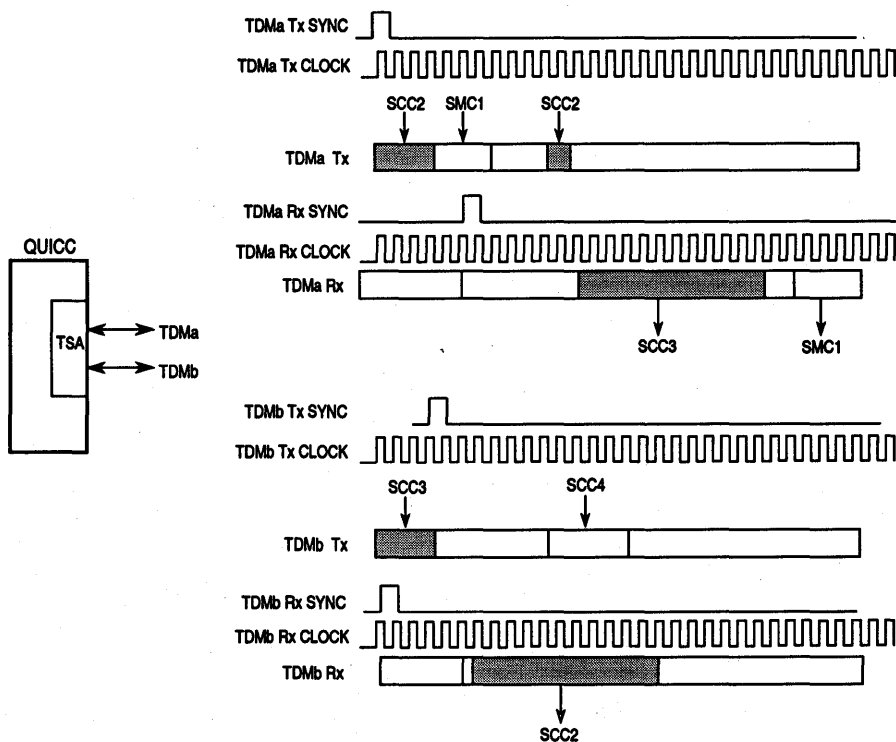 TDMa Tx SYNC
TDMa Tx CLOCK
SCC2 SMC1 SCC2
TDMa Tx
TDMa Rx SYNC
QUICC
TDMa Rx CLOCK
TDMa Rx
TSA
TDMa
TDMb
SCC3 SMC1
TDMb Tx SYNC
TDMb Tx CLOCK
SCC3 SCC4
TDMb Tx
TDMb Rx SYNC
TDMb Rx CLOCK
TDMb Rx
SCC2